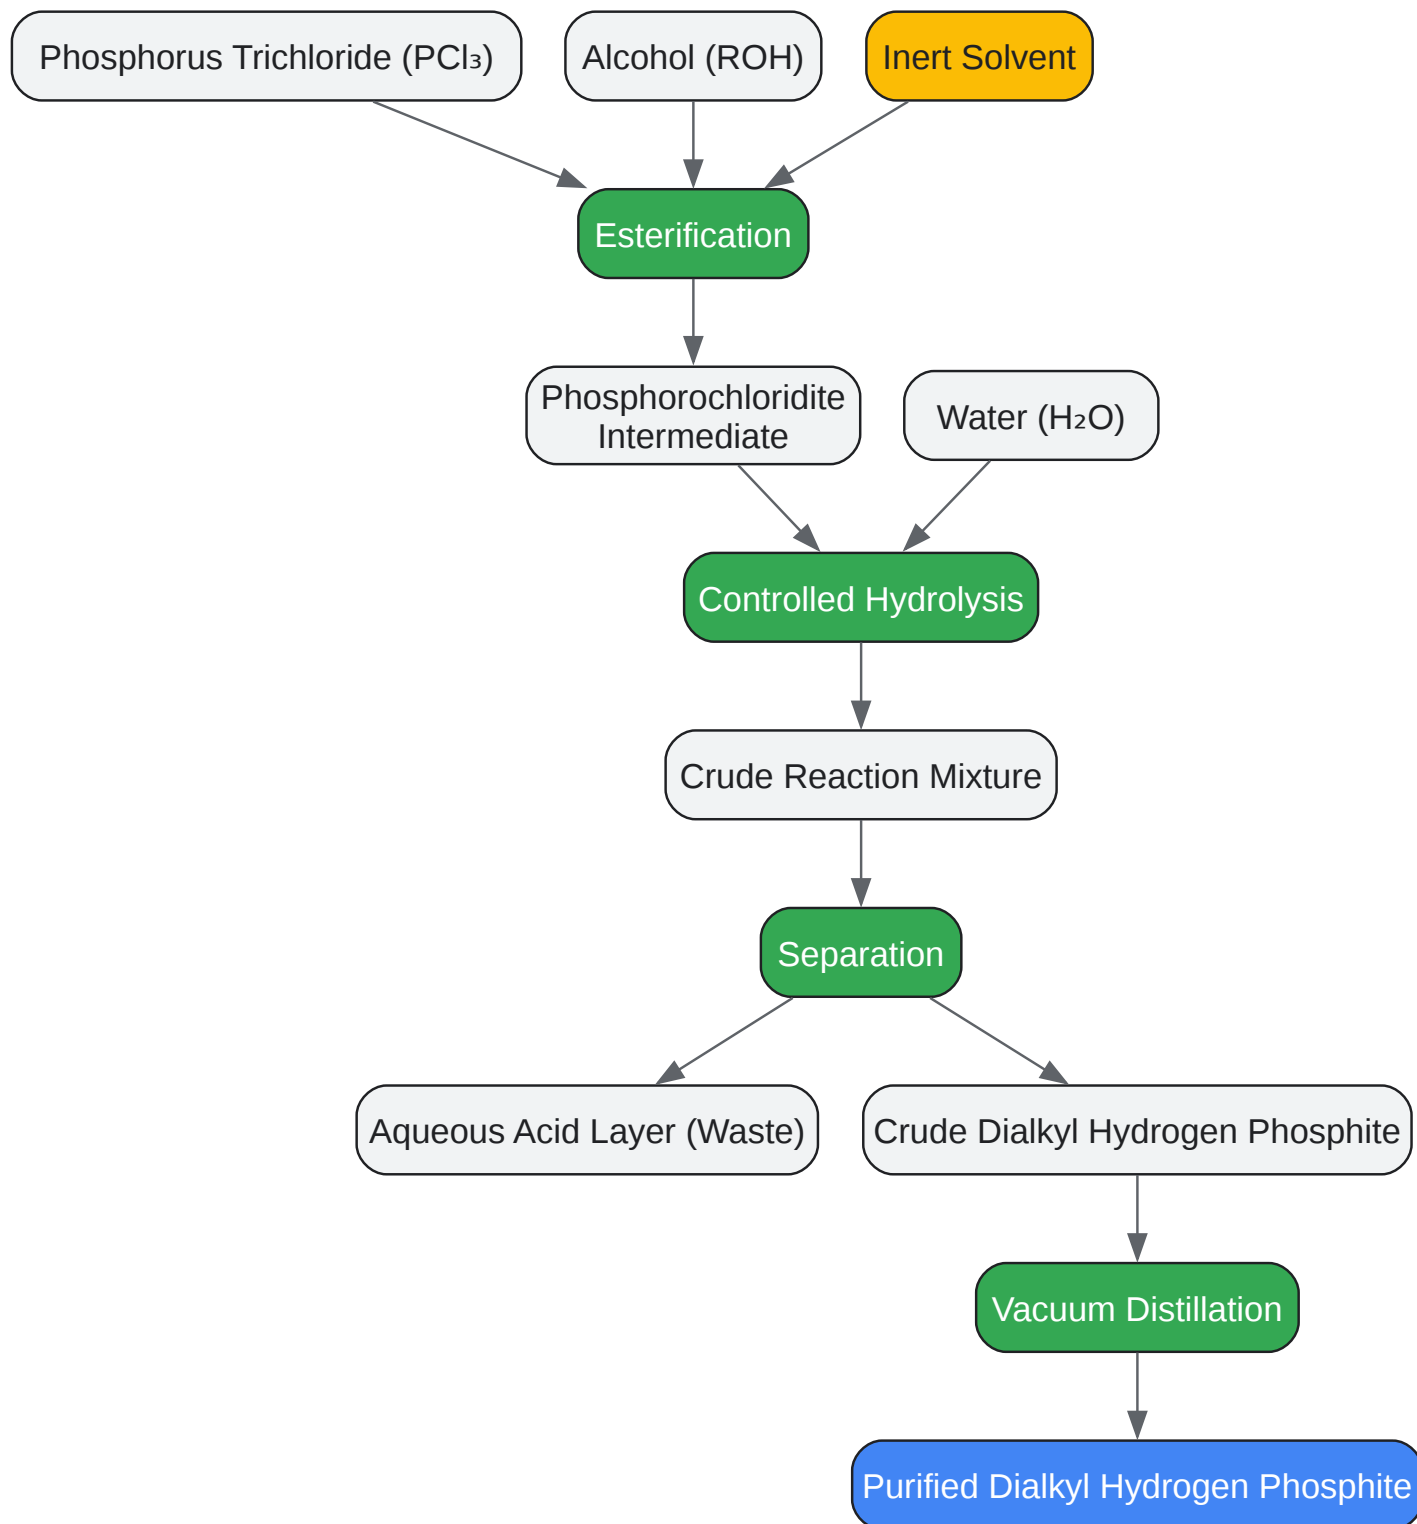 Phosphorus Trichloride (PCl₃)
Alcohol (ROH)
Inert Solvent
Esterification
Phosphorochloridite
Intermediate
Water (H₂O)
Controlled Hydrolysis
Crude Reaction Mixture
Separation
Aqueous Acid Layer (Waste)
Crude Dialkyl Hydrogen Phosphite
Vacuum Distillation
Purified Dialkyl Hydrogen Phosphite